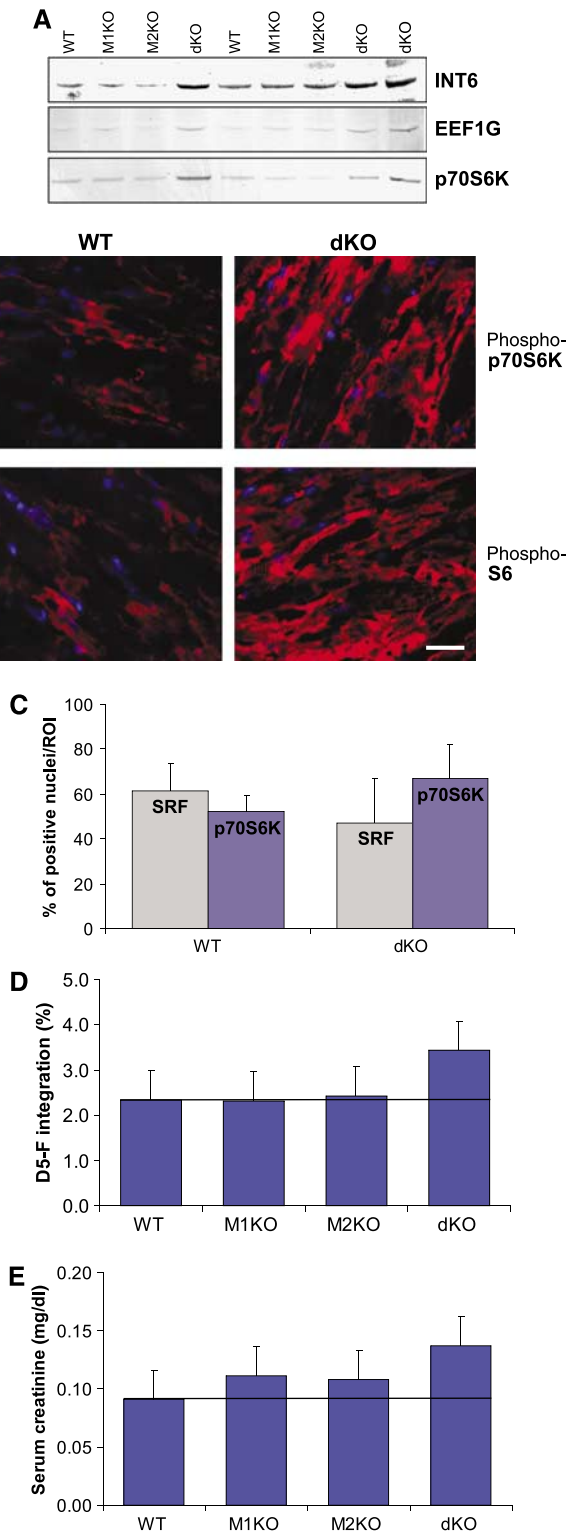 A
WT M1KO M2KO dKO WT M1KO M2KO dKO dKO
INT6
EEF1G
p70S6K
WT dKO
Phospho-
p70S6K
Phospho-
S6
C
% of positive nuclei/ROI
100
80
60
40
20
0
SRF
p70S6K
SRF
p70S6K
WT dKO
D
D5-F integration (%)
5.0
4.0
3.0
2.0
1.0
0.0
WT M1KO M2KO dKO
E
Serum creatinine (mg/dl)
0.20
0.15
0.10
0.05
0.00
WT M1KO M2KO dKO